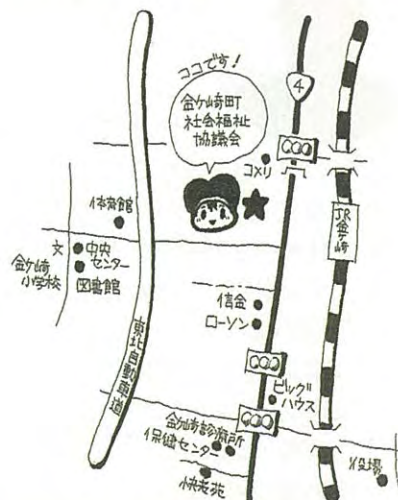 ココです!
金ケ崎町
社会福祉
協議会
4
コメリ
体育館
JR金ケ崎
文
中央
センター
金ケ崎
小学校
図書館
信金
ローソン
東北自動車道
ビッグ
ハウス
金ケ崎診療所
保健センター
快老苑
役場